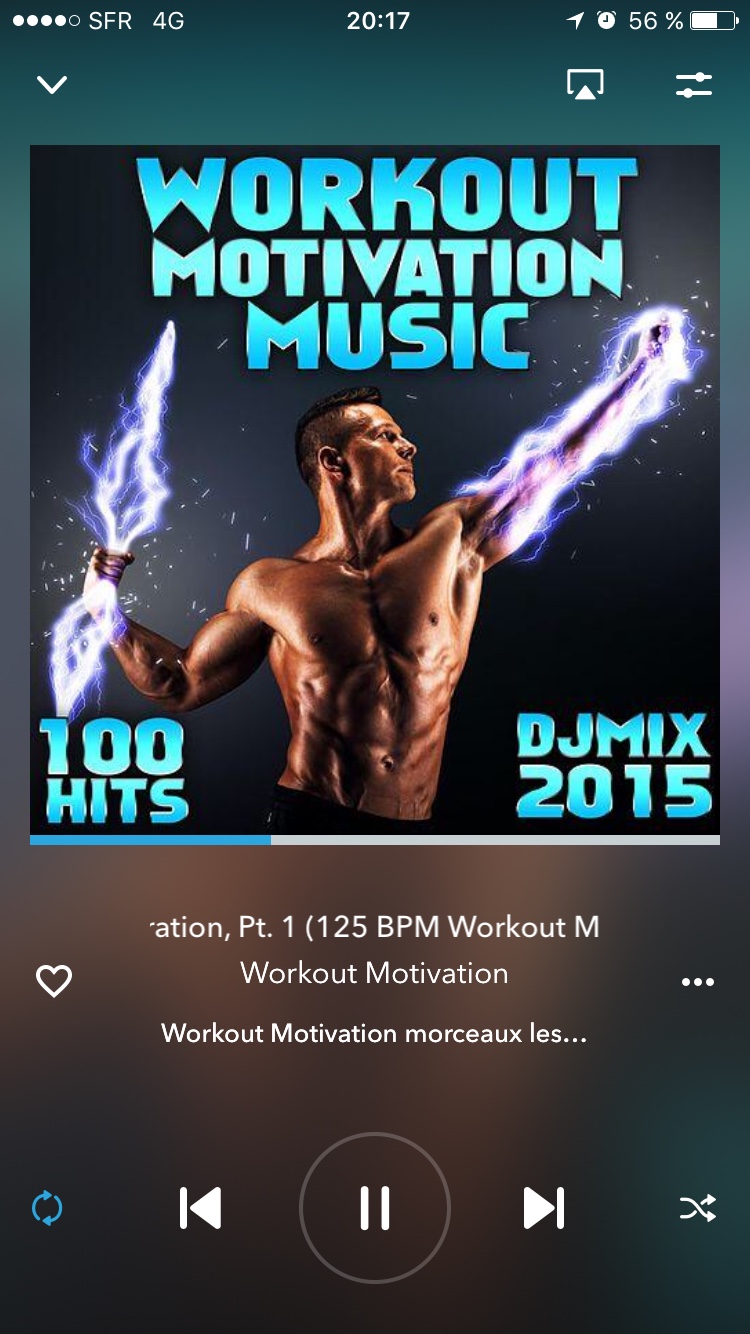 SFR 4G 20:17 56 %
WORKOUT
MOTIVATION
MUSIC
100
HITS
DJMIX
2015
ation, Pt. 1 (125 BPM Workout M
Workout Motivation
Workout Motivation morceaux les...